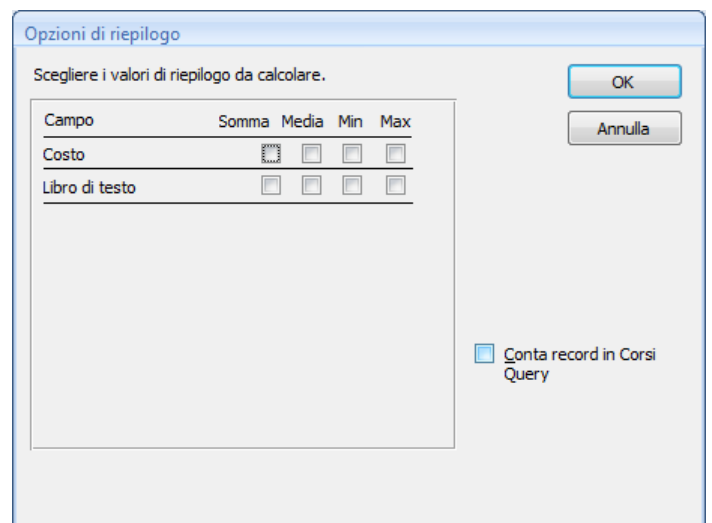 Opzioni di riepilogo
Scegliere i valori di riepilogo da calcolare.
OK
Annulla
Campo Somma Media Min Max
Costo
Libro di testo
Conta record in Corsi
Query